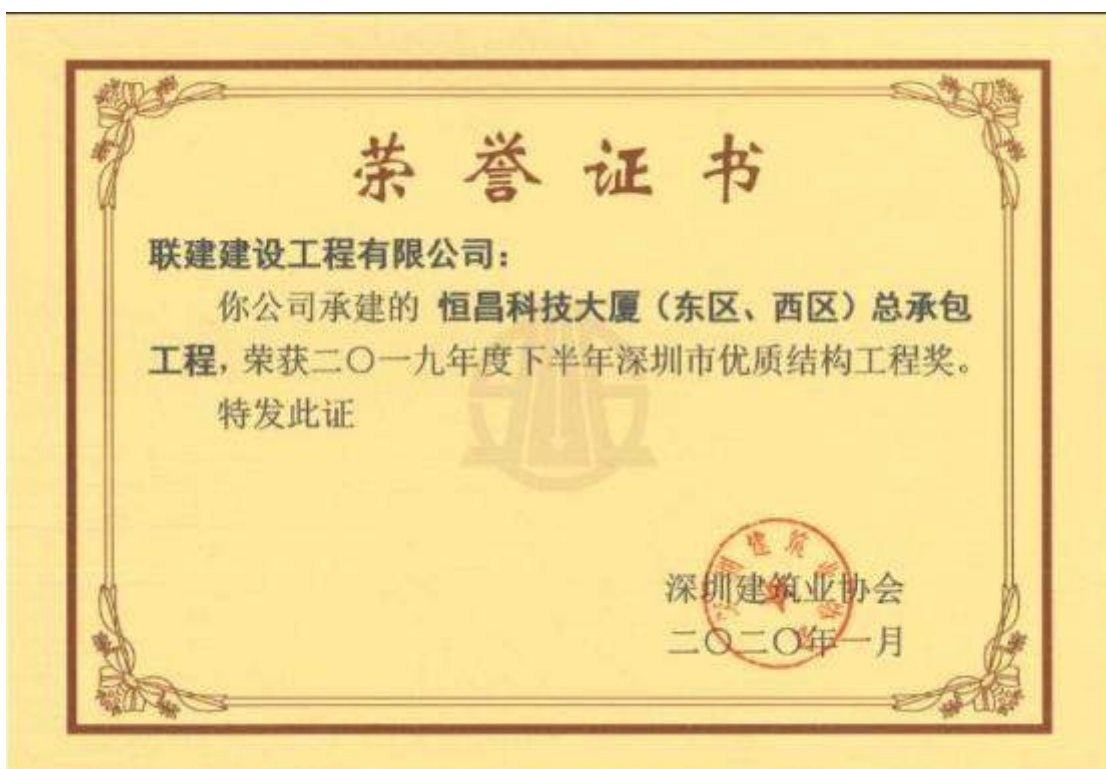 荣誉证书
联建建设工程有限公司：
你公司承建的 恒昌科技大厦（东区、西区）总承包
工程，荣获二〇一九年度下半年深圳市优质结构工程奖。
特发此证
深圳建筑业协会
二〇二〇年一月